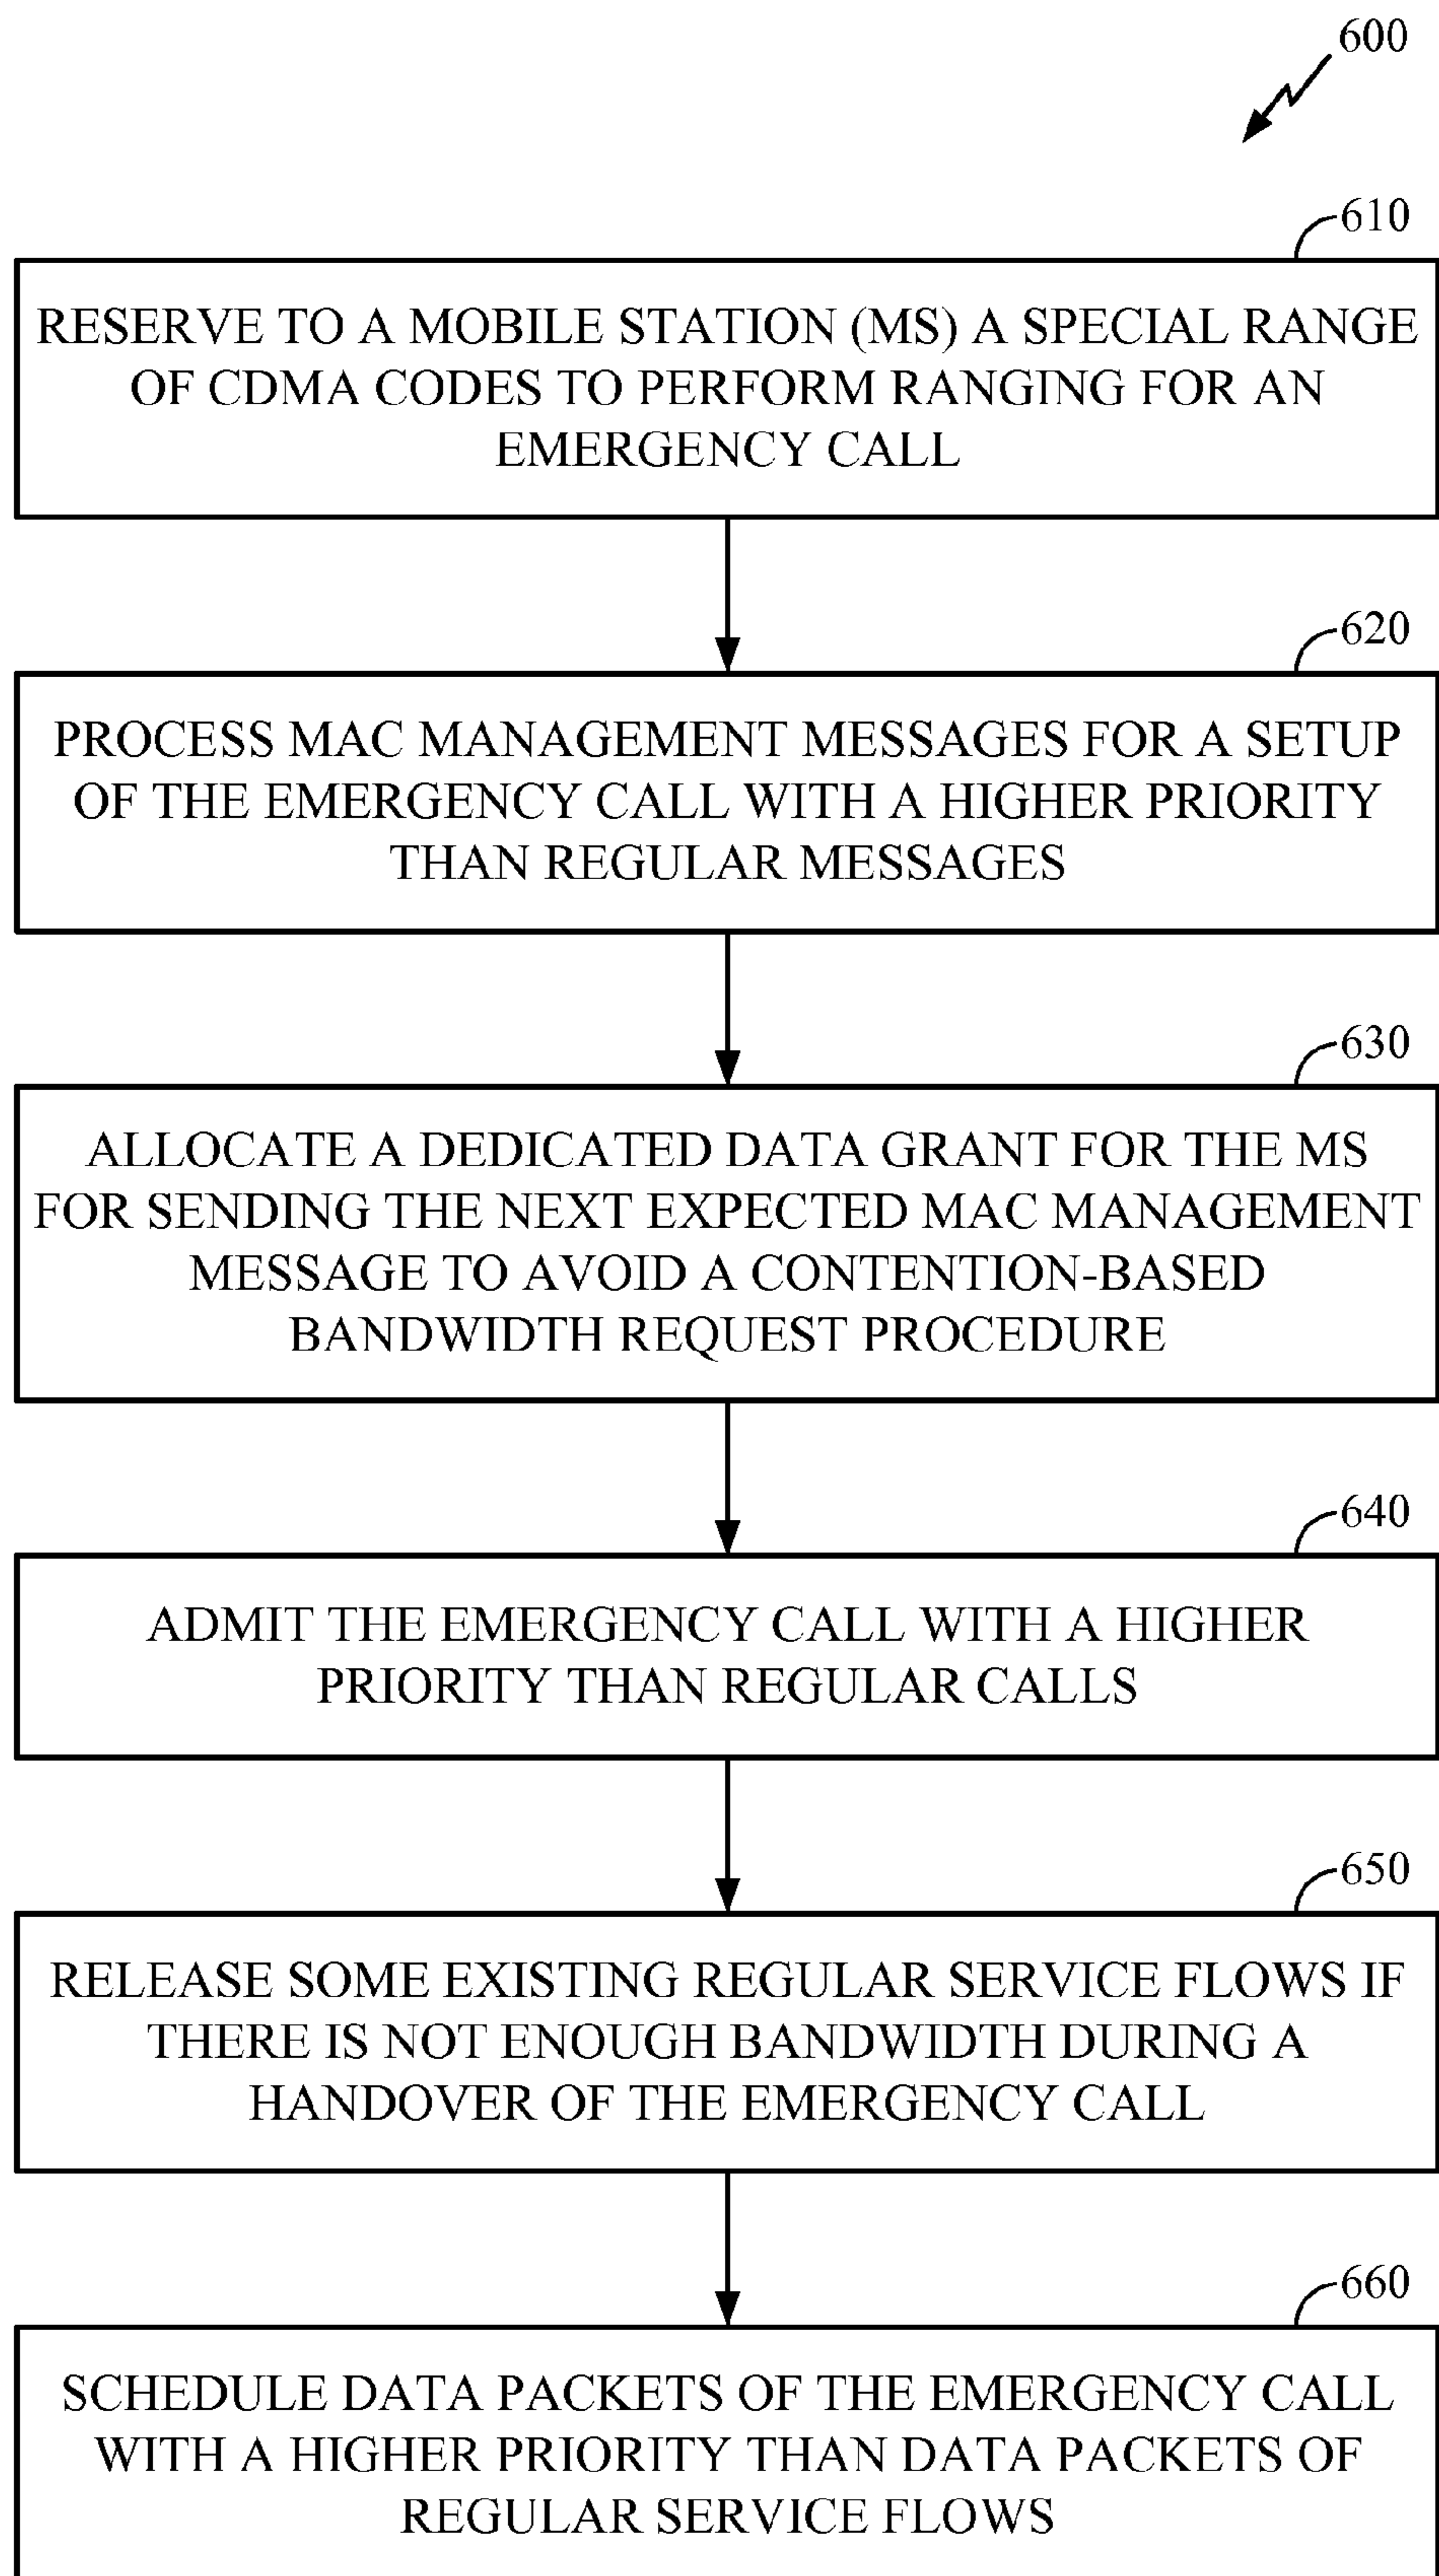 600
610
RESERVE TO A MOBILE STATION (MS) A SPECIAL RANGE
OF CDMA CODES TO PERFORM RANGING FOR AN
EMERGENCY CALL
620
PROCESS MAC MANAGEMENT MESSAGES FOR A SETUP
OF THE EMERGENCY CALL WITH A HIGHER PRIORITY
THAN REGULAR MESSAGES
630
ALLOCATE A DEDICATED DATA GRANT FOR THE MS
FOR SENDING THE NEXT EXPECTED MAC MANAGEMENT
MESSAGE TO AVOID A CONTENTION-BASED
BANDWIDTH REQUEST PROCEDURE
640
ADMIT THE EMERGENCY CALL WITH A HIGHER
PRIORITY THAN REGULAR CALLS
650
RELEASE SOME EXISTING REGULAR SERVICE FLOWS IF
THERE IS NOT ENOUGH BANDWIDTH DURING A
HANDOVER OF THE EMERGENCY CALL
660
SCHEDULE DATA PACKETS OF THE EMERGENCY CALL
WITH A HIGHER PRIORITY THAN DATA PACKETS OF
REGULAR SERVICE FLOWS